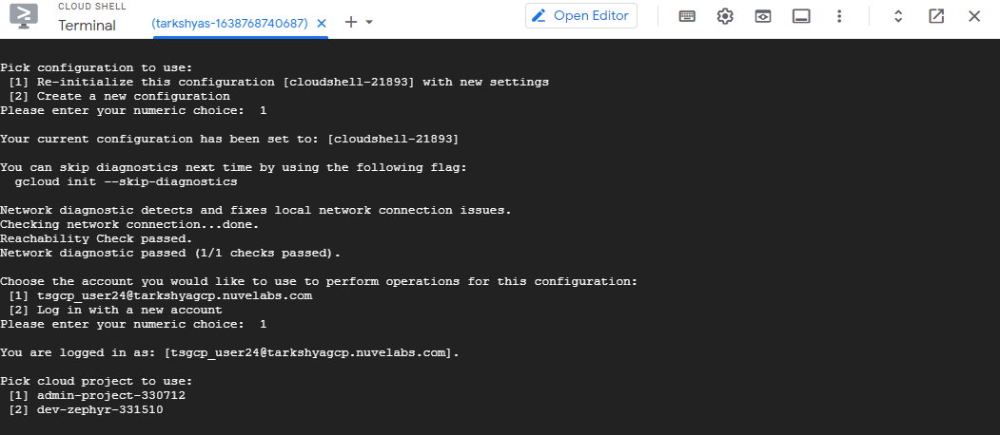 CLOUD SHELL
Terminal
(tarkshyas-1638768740687)
Open Editor
Pick configuration to use:
[1] Re-initialize this configuration [cloudshell-21893] with new settings
[2] Create a new configuration
Please enter your numeric choice:  1
Your current configuration has been set to: [cloudshell-21893]
You can skip diagnostics next time by using the following flag:
gcloud init --skip-diagnostics
Network diagnostic detects and fixes local network connection issues.
Checking network connection...done.
Reachability Check passed.
Network diagnostic passed (1/1 checks passed).
Choose the account you would like to use to perform operations for this configuration:
[1] tsgcp_user24@tarkshyagcp.nuvelabs.com
[2] Log in with a new account
Please enter your numeric choice:  1
You are logged in as: [tsgcp_user24@tarkshyagcp.nuvelabs.com].
Pick cloud project to use:
[1] admin-project-330712
[2] dev-zephyr-331510